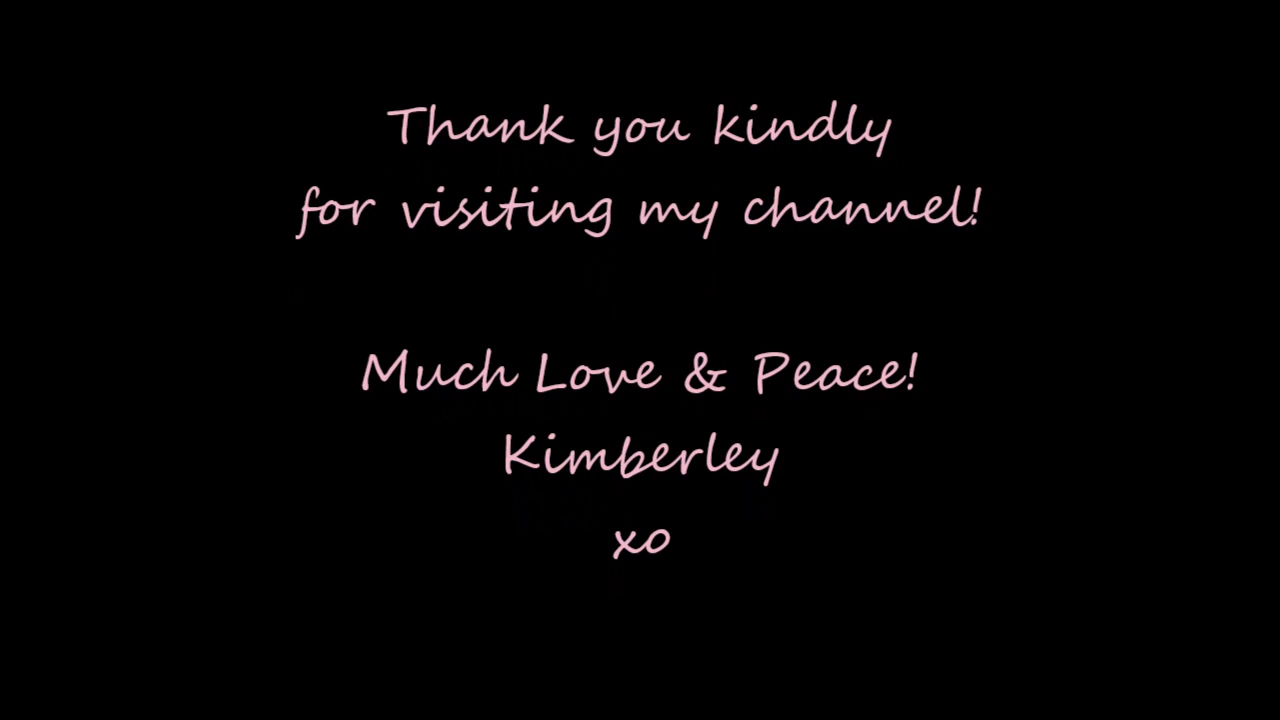 Thank you kindly
for visiting my channel!
Much Love & Peace!
Kimberley
xo